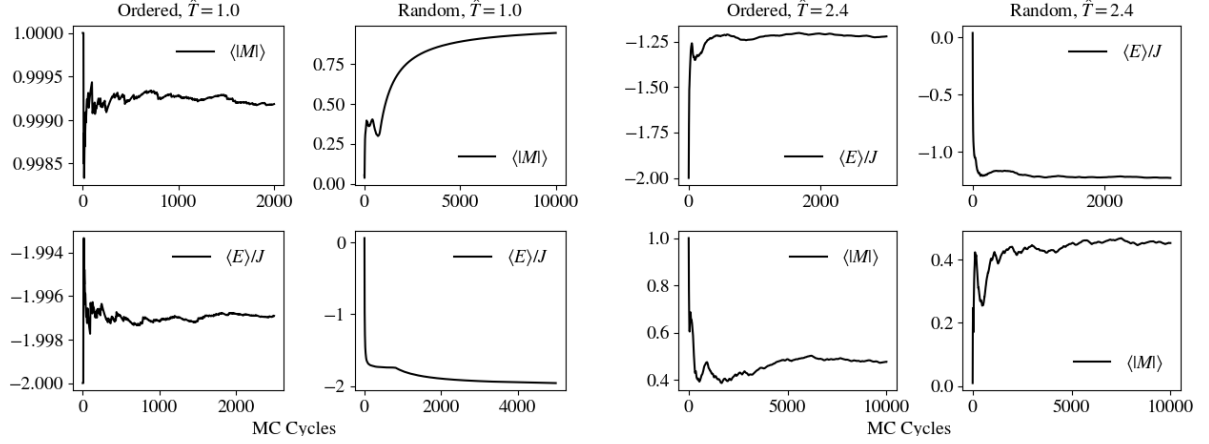 Ordered, T̂ = 1.0
Random, T̂ = 1.0
Ordered, T̂ = 2.4
Random, T̂ = 2.4
1.0000
0.9995
0.9990
0.9985
0 1000 2000
⟨|M|⟩
0.75
0.50
0.25
0.00
0 5000 10000
⟨|M|⟩
−1.25
−1.50
−1.75
−2.00
0 2000
⟨E⟩/J
0.0
−0.5
−1.0
0 2000
⟨E⟩/J
−1.994
−1.996
−1.998
−2.000
0 1000 2000
⟨E⟩/J
0
−1
−2
0 2000 4000
⟨E⟩/J
1.0
0.8
0.6
0.4
0 5000 10000
⟨|M|⟩
0.4
0.2
0.0
0 5000 10000
⟨|M|⟩
MC Cycles
MC Cycles